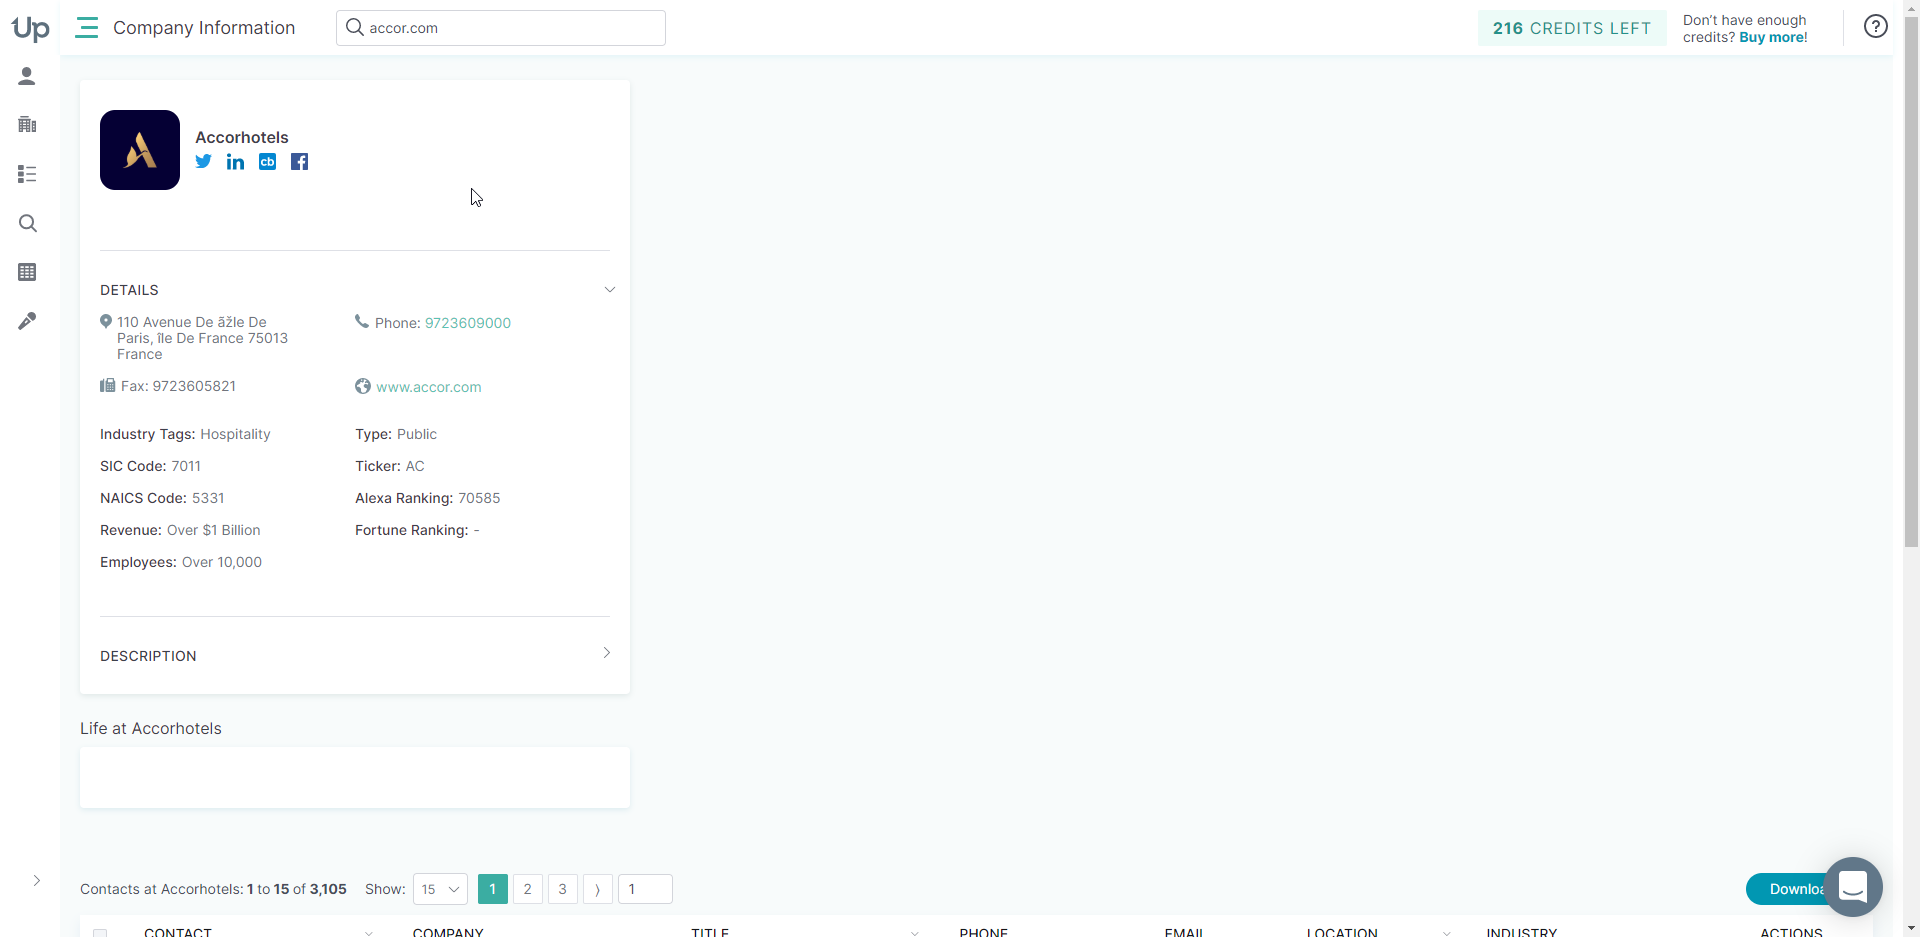 Up
Company Information
accor.com
216 CREDITS LEFT
Don't have enough
credits? Buy more!
?
Accorhotels
in
cb
DETAILS
110 Avenue De ãžle De
Paris, île De France 75013
France
Phone: 9723609000
Fax: 9723605821
www.accor.com
Industry Tags: Hospitality
Type: Public
SIC Code: 7011
Ticker: AC
NAICS Code: 5331
Alexa Ranking: 70585
Revenue: Over $1 Billion
Fortune Ranking: -
Employees: Over 10,000
DESCRIPTION
Life at Accorhotels
Contacts at Accorhotels: 1 to 15 of 3,105
Show: 15
1 2 3 ⟩ 1
Downloa
CONTACT COMPANY TITLE PHONE EMAIL LOCATION INDUSTRY ACTIONS